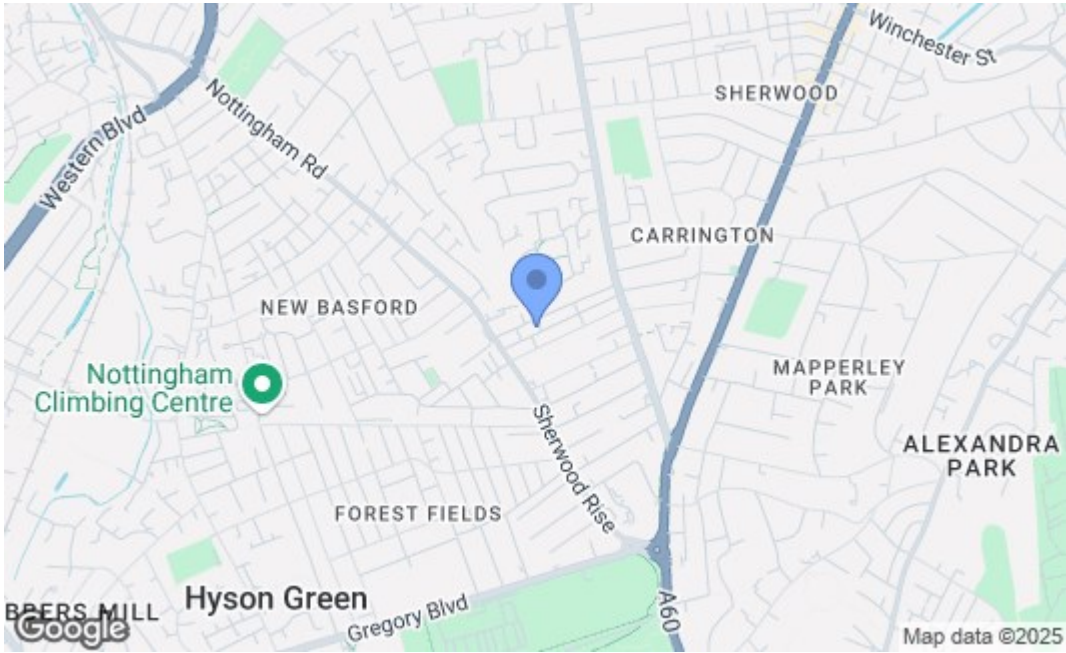 Winchester St
SHERWOOD
Nottingham Rd
Western Blvd
CARRINGTON
NEW BASFORD
Nottingham
Climbing Centre
MAPPERLEY
PARK
Sherwood Rise
ALEXANDRA
PARK
FOREST FIELDS
Hyson Green
MILL
Gregory Blvd
A60
Google
Map data ©2025